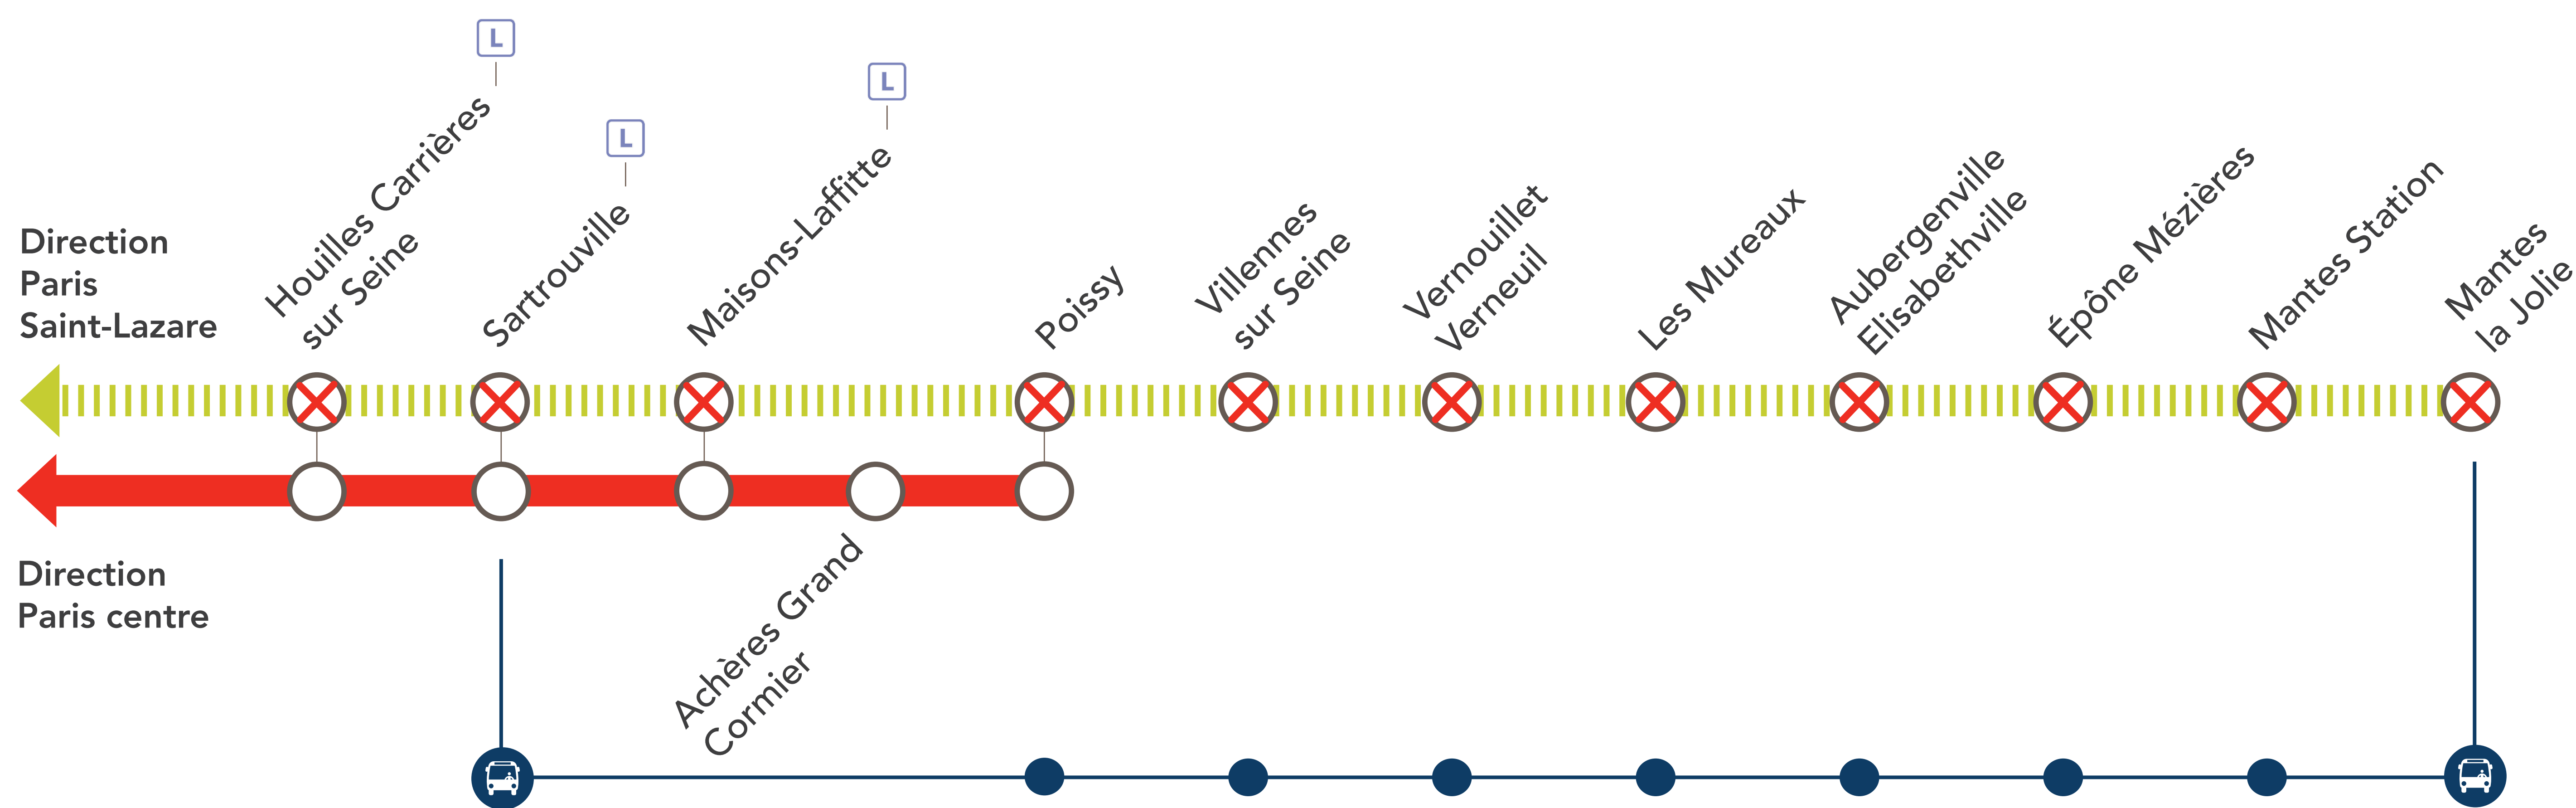 L
L
L
Direction
Paris
Saint-Lazare
Houilles Carrières
sur Seine
Sartrouville
Maisons-Laffitte
Poissy
Villennes
sur Seine
Vernouillet
Verneuil
Les Mureaux
Aubergenville
Elisabethville
Épône Mézières
Mantes Station
Mantes
la Jolie
Direction
Paris centre
Achères Grand
Cormier